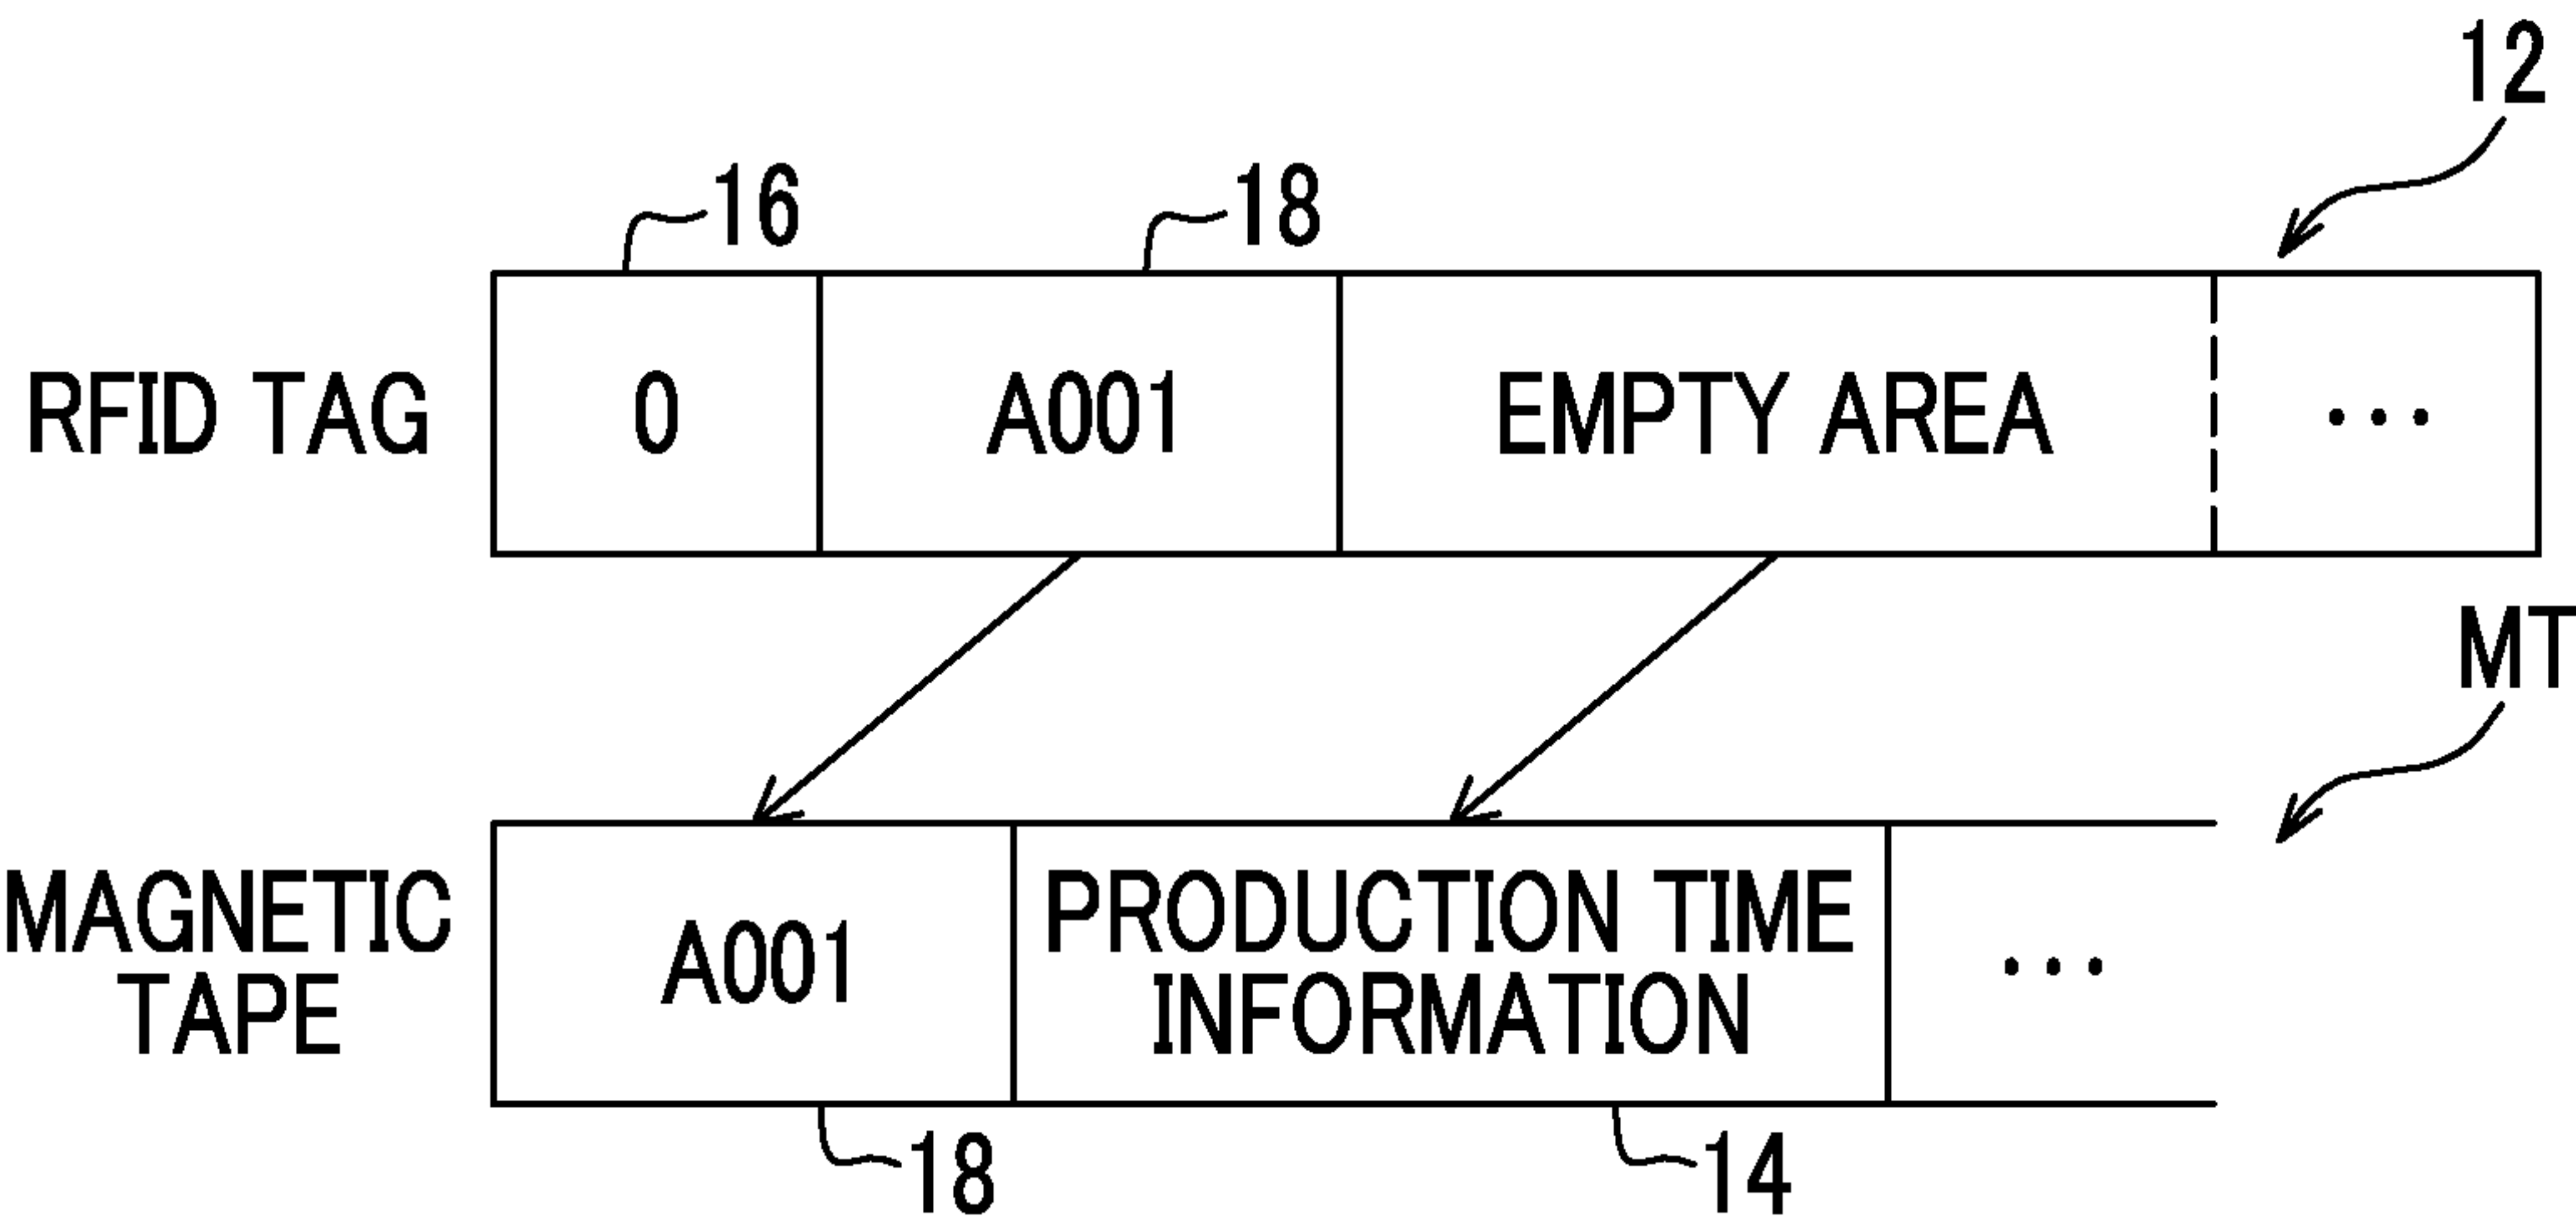 12
16
18
RFID TAG
0
A001
EMPTY AREA
...
MT
MAGNETIC
TAPE
A001
PRODUCTION TIME
INFORMATION
...
18
14